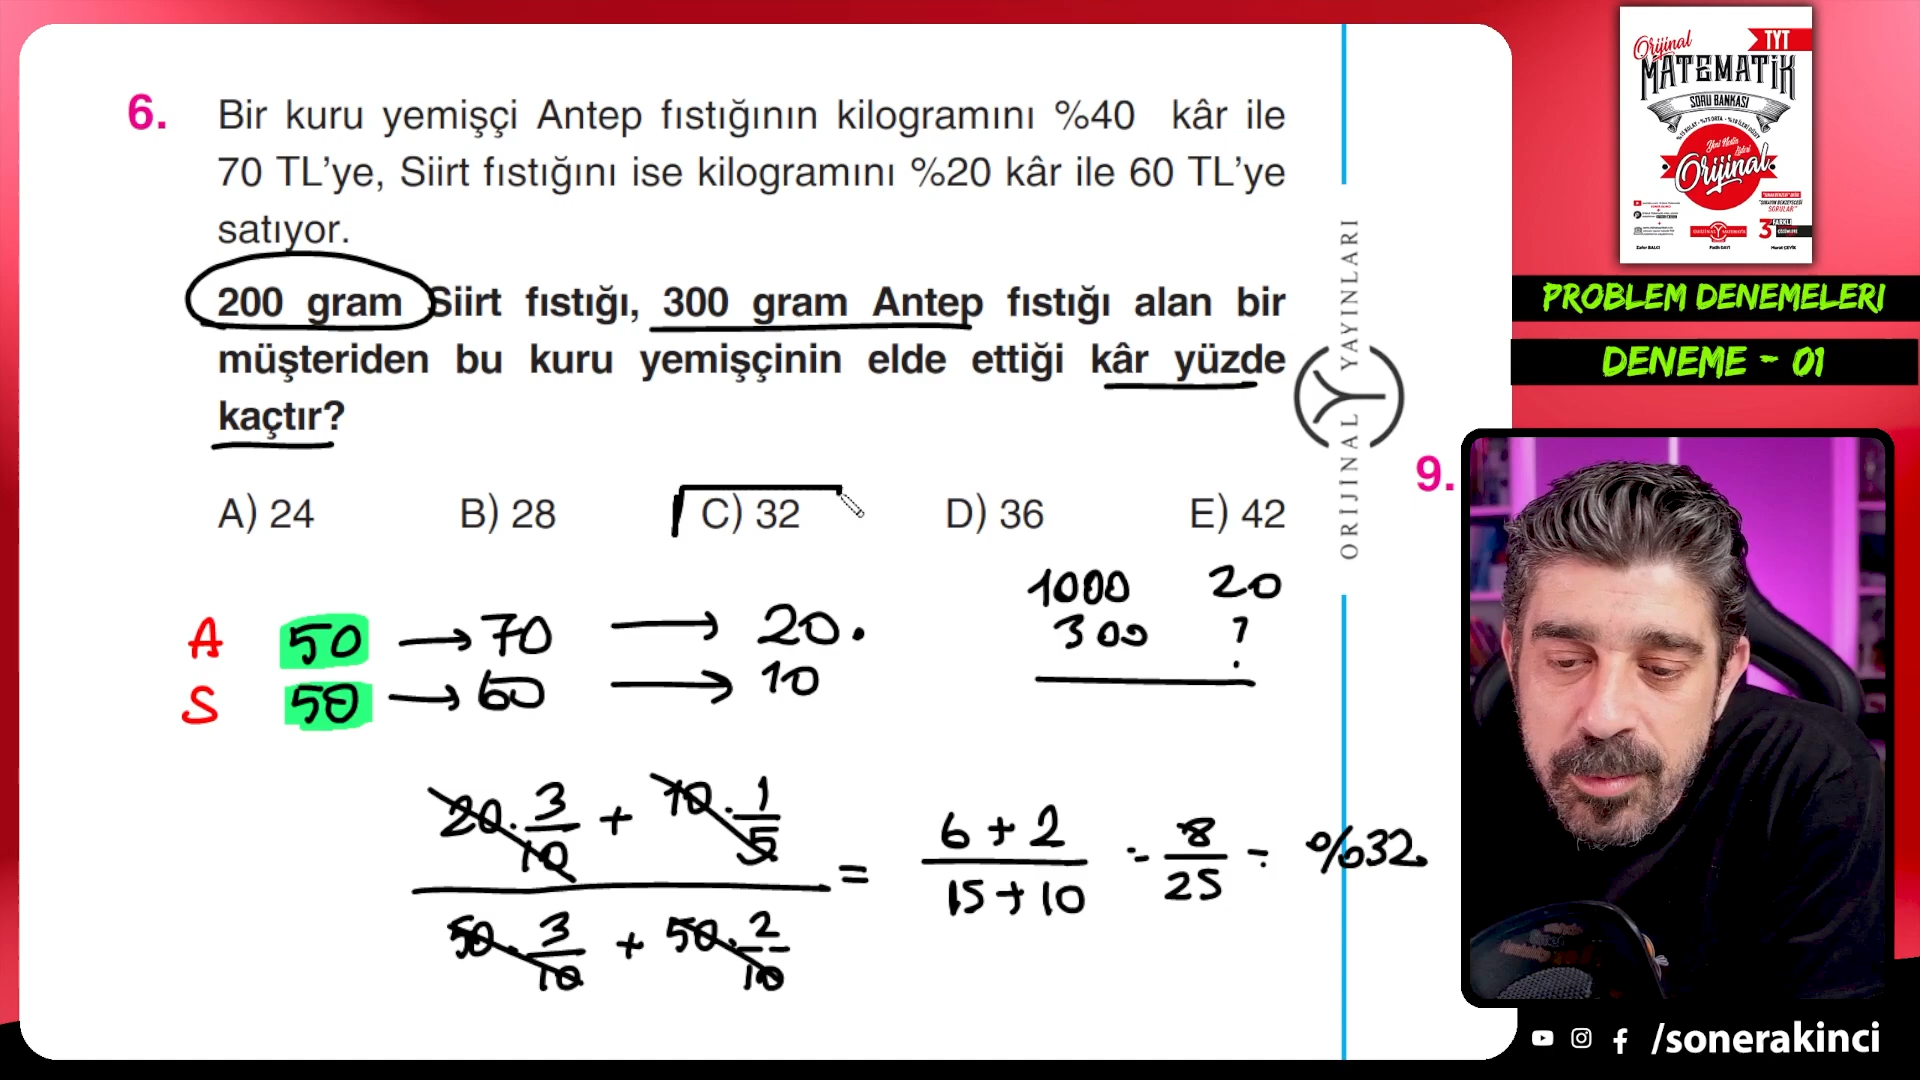 6.
Bir kuru yemişçi Antep fıstığının kilogramını %40 kâr ile
70 TL’ye, Siirt fıstığını ise kilogramını %20 kâr ile 60 TL’ye
satıyor.
200 gram Siirt fıstığı, 300 gram Antep fıstığı alan bir
müşteriden bu kuru yemişçinin elde ettiği kâr yüzde
kaçtır?
A) 24 B) 28 C) 32 D) 36 E) 42
A 50 → 70 → 20.
S 50 → 60 → 10
1000 20
300 ?
20 · 3/10 + 10 · 1/5
50 · 3/10 + 50 · 2/10
=
6 + 2
15 + 10
= 8/25 = %32.
ORİJİNAL YAYINLARI
9.
Orijinal
TYT
MATEMATİK
SORU BANKASI
Orijinal
PROBLEM DENEMELERI
DENEME - 01
/sonerakinci